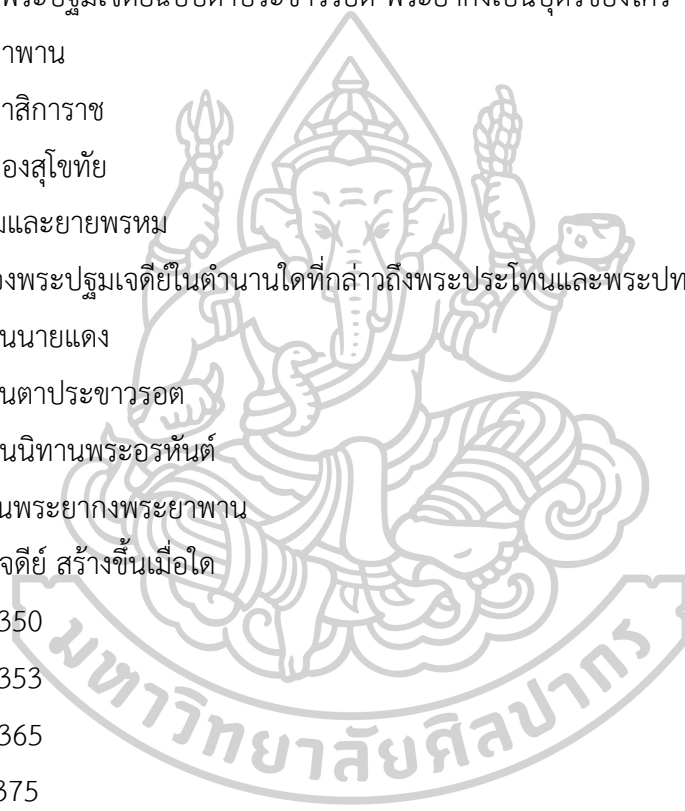 พระปฐมเจดีย์ฉบับตาประขาวรอต พระยากงเป็นบุตรของใคร
าพาน
าสิการาช
องสุโขทัย
มและยายพรหม
องพระปฐมเจดีย์ในตำนานใดที่กล่าวถึงพระประโทนและพระปท
นนายแดง
นตาประขาวรอต
นนิทานพระอรหันต์
นพระยากงพระยาพาน
จดีย์ สร้างขึ้นเมื่อใด
350
353
365
375
มหาวิทยาลัยศิลปากร